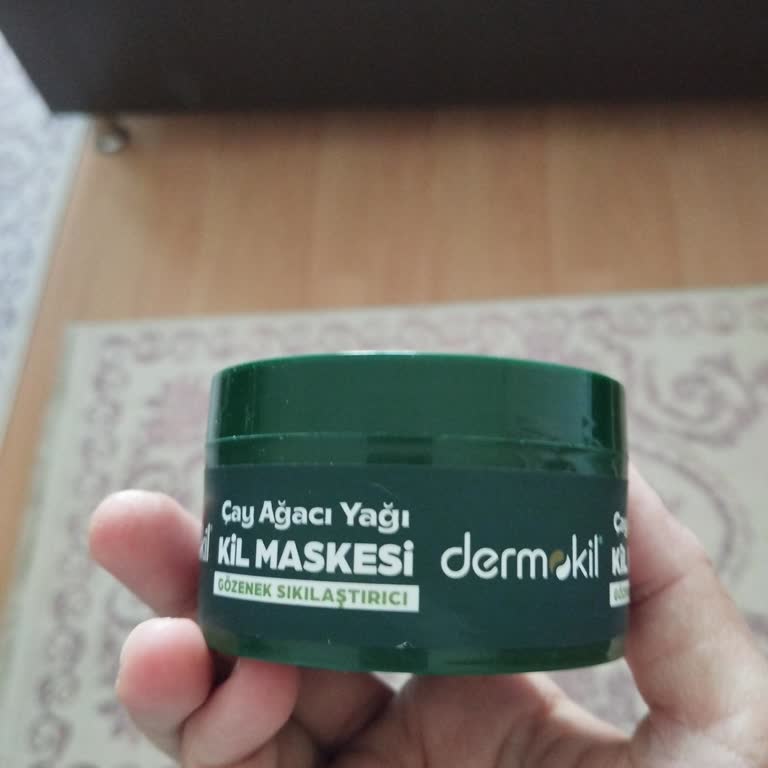 Çay Ağacı Yağı
KİL MASKESİ
GÖZENEK SIKILAŞTIRICI
dermokil